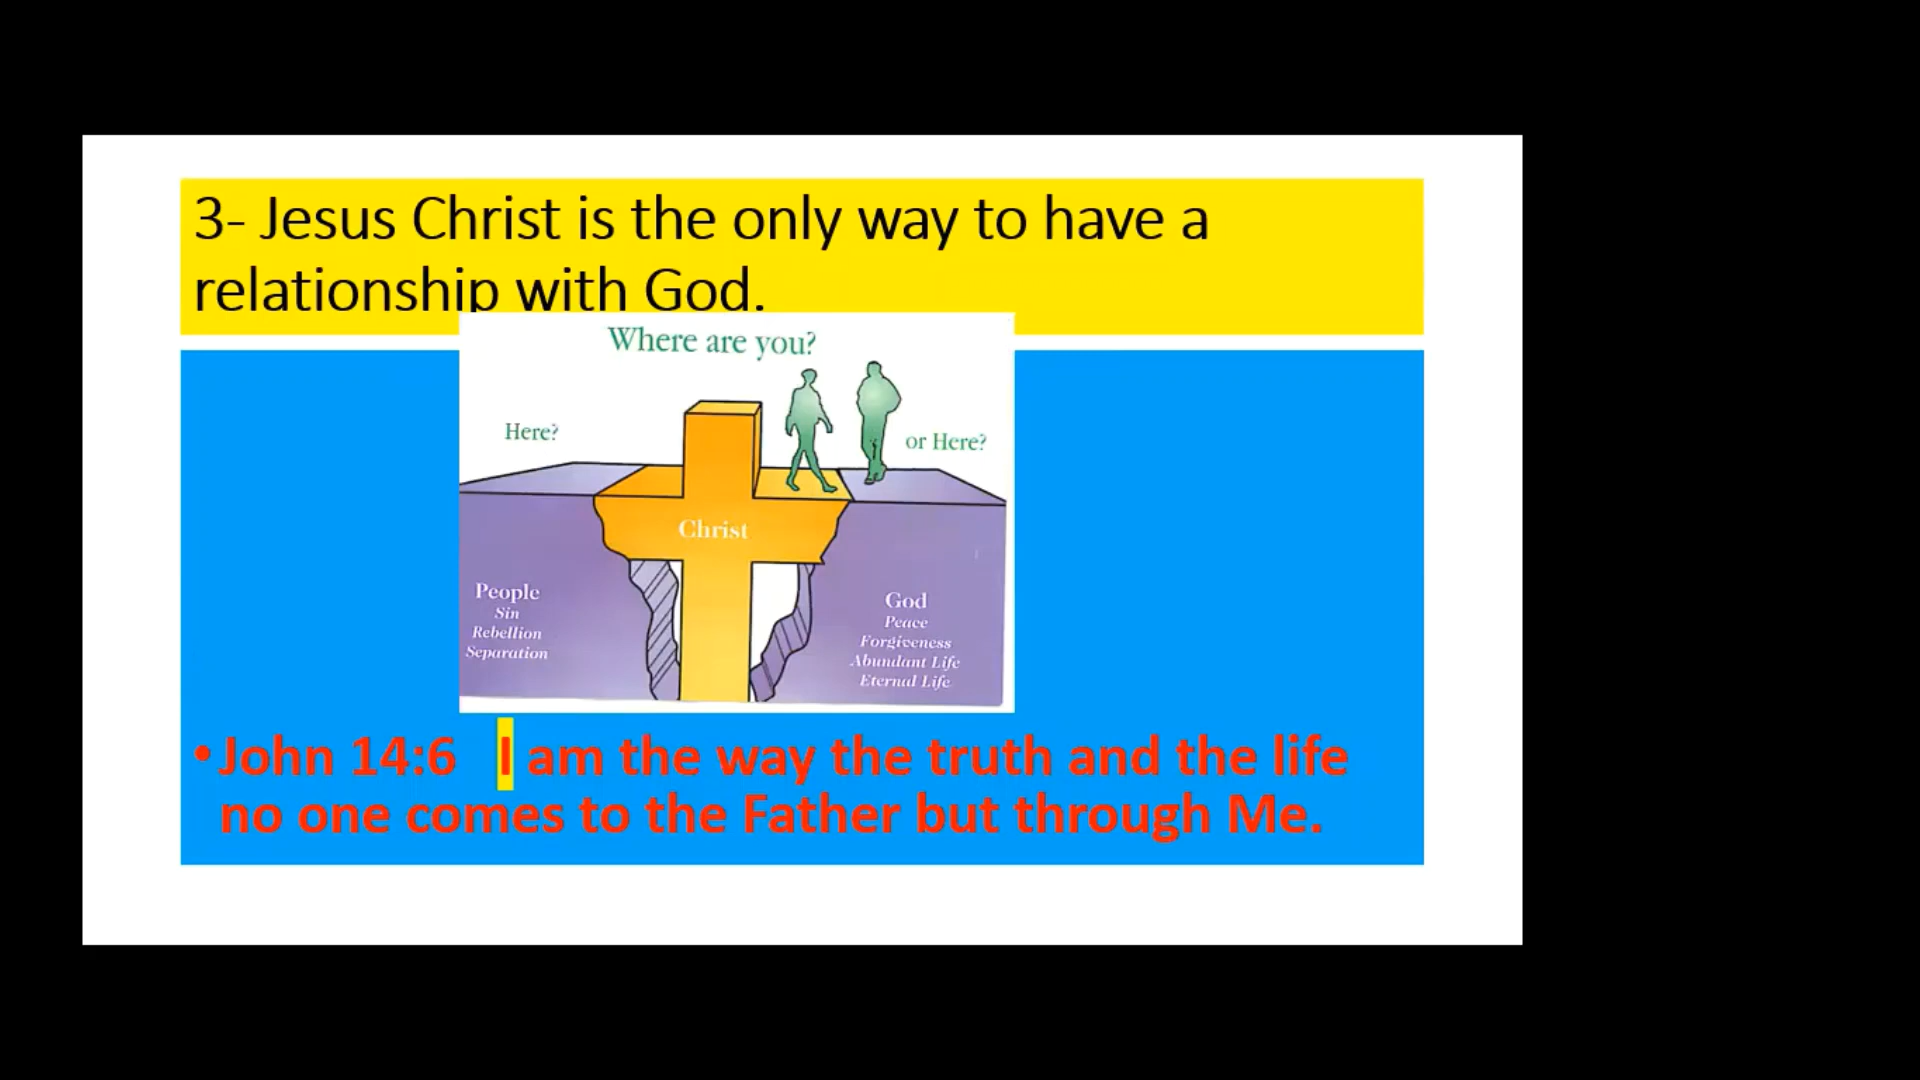 3- Jesus Christ is the only way to have a
relationship with God.
Where are you?
Here?
or Here?
Christ
People
Sin
Rebellion
Separation
God
Peace
Forgiveness
Abundant Life
Eternal Life
•John 14:6 I am the way the truth and the life
no one comes to the Father but through Me.